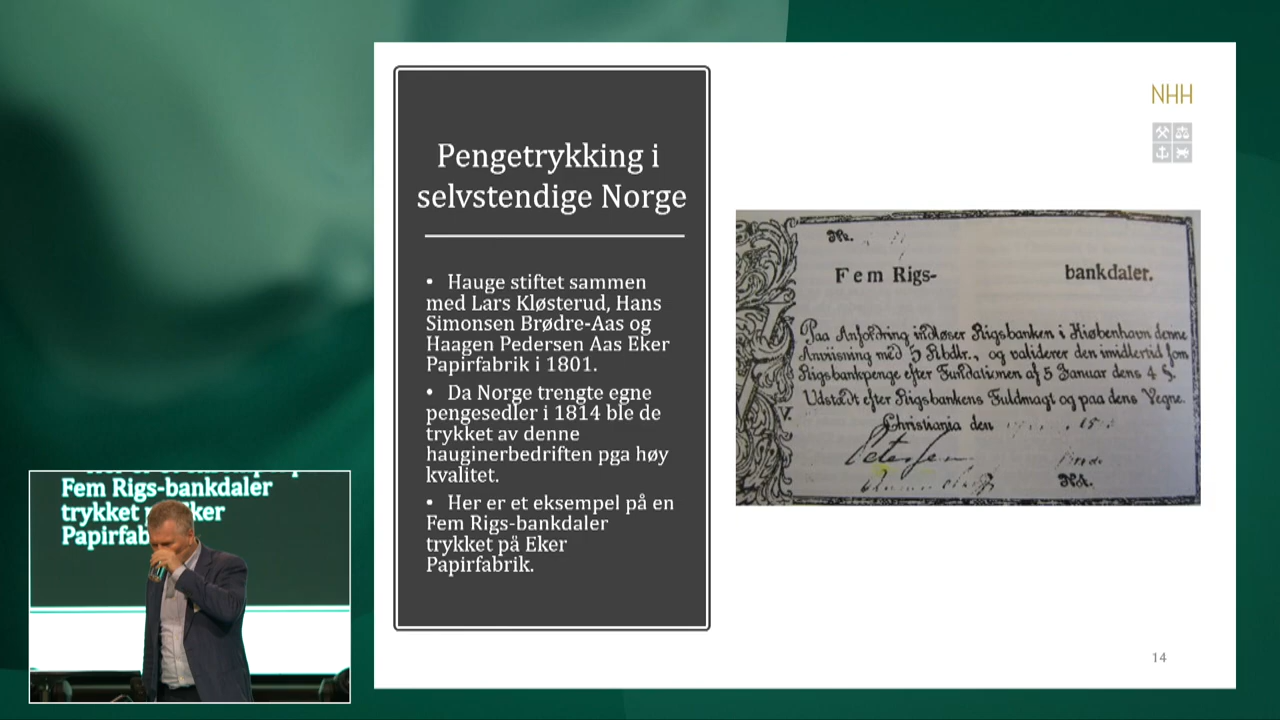 NHH
Pengetrykking i
selvstendige Norge
• Hauge stiftet sammen
med Lars Kløsterud, Hans
Simonsen Brødre-Aas og
Haagen Pedersen Aas Eker
Papirfabrik i 1801.
• Da Norge trengte egne
pengesedler i 1814 ble de
trykket av denne
hauginerbedriften pga høy
kvalitet.
• Her er et eksempel på en
Fem Rigs-bankdaler
trykket på Eker
Papirfabrik.
No.
Fem Rigs- bankdaler.
Paa Anfordring indløser Rigsbanken i Kiøbenhavn denne
Anviisning med 5 Rbdlr., og validerer den imidlertid som
Rigsbankpenge efter Fundationen af 5 Januar dens 4 §.
Udstædt efter Rigsbankens Fuldmagt og paa dens Vegne.
Christiania den
Petersen
Not.
Fem Rigs-bankdaler
trykket
Papirfab
14